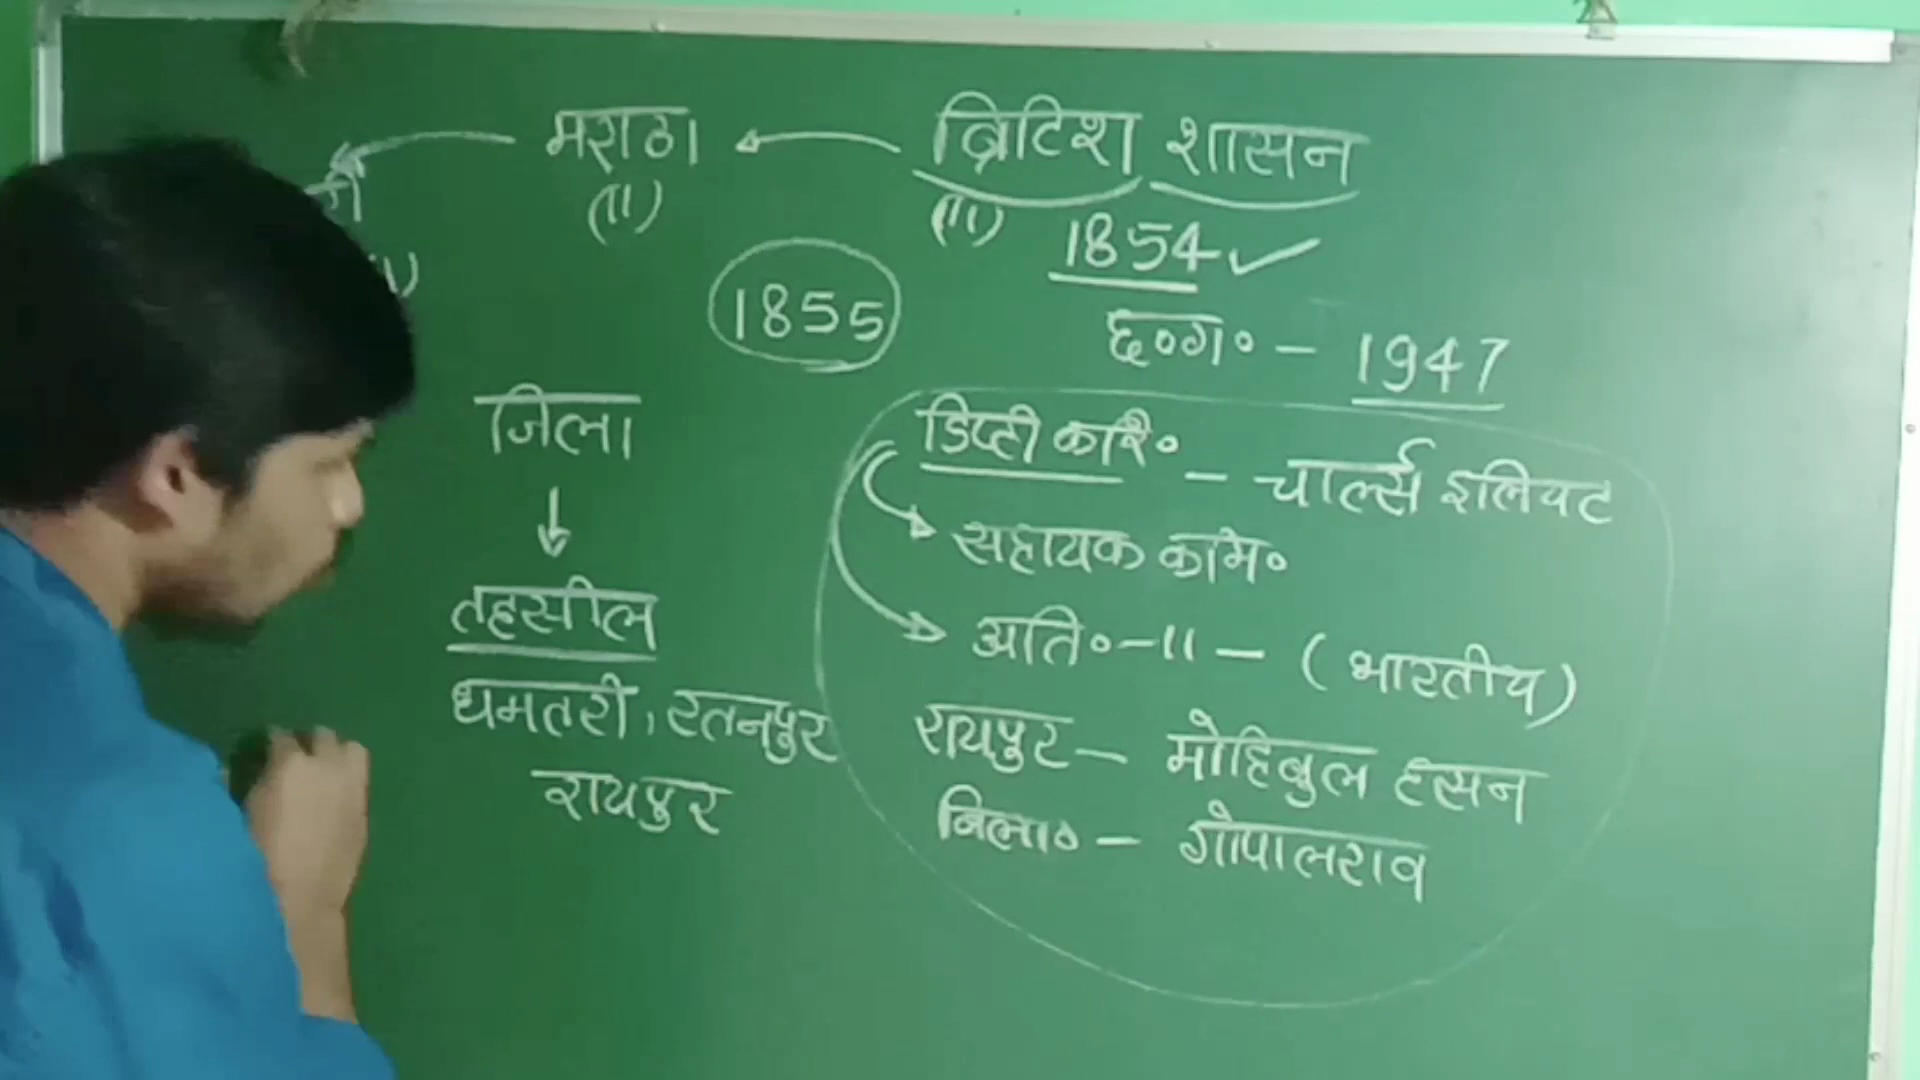 मराठा ← ब्रिटिश शासन
(II) (III) 1854 ✓
1855
छ०ग० - 1947
जिला
↓
तहसील
धमतरी, रतनपुर
रायपुर
डिप्टी कमि० - चार्ल्स इलियट
सहायक कमि०
अति० -11- (भारतीय)
रायपुर - मोहिबुल हसन
बिला० - गोपालराव